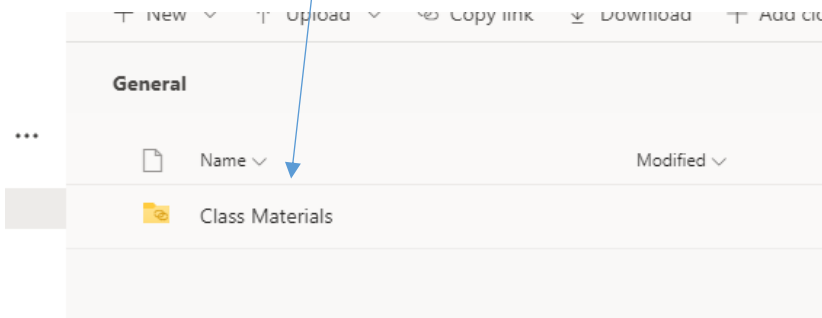 + New Upload Copy link Download + Add
General
...
Name Modified
Class Materials